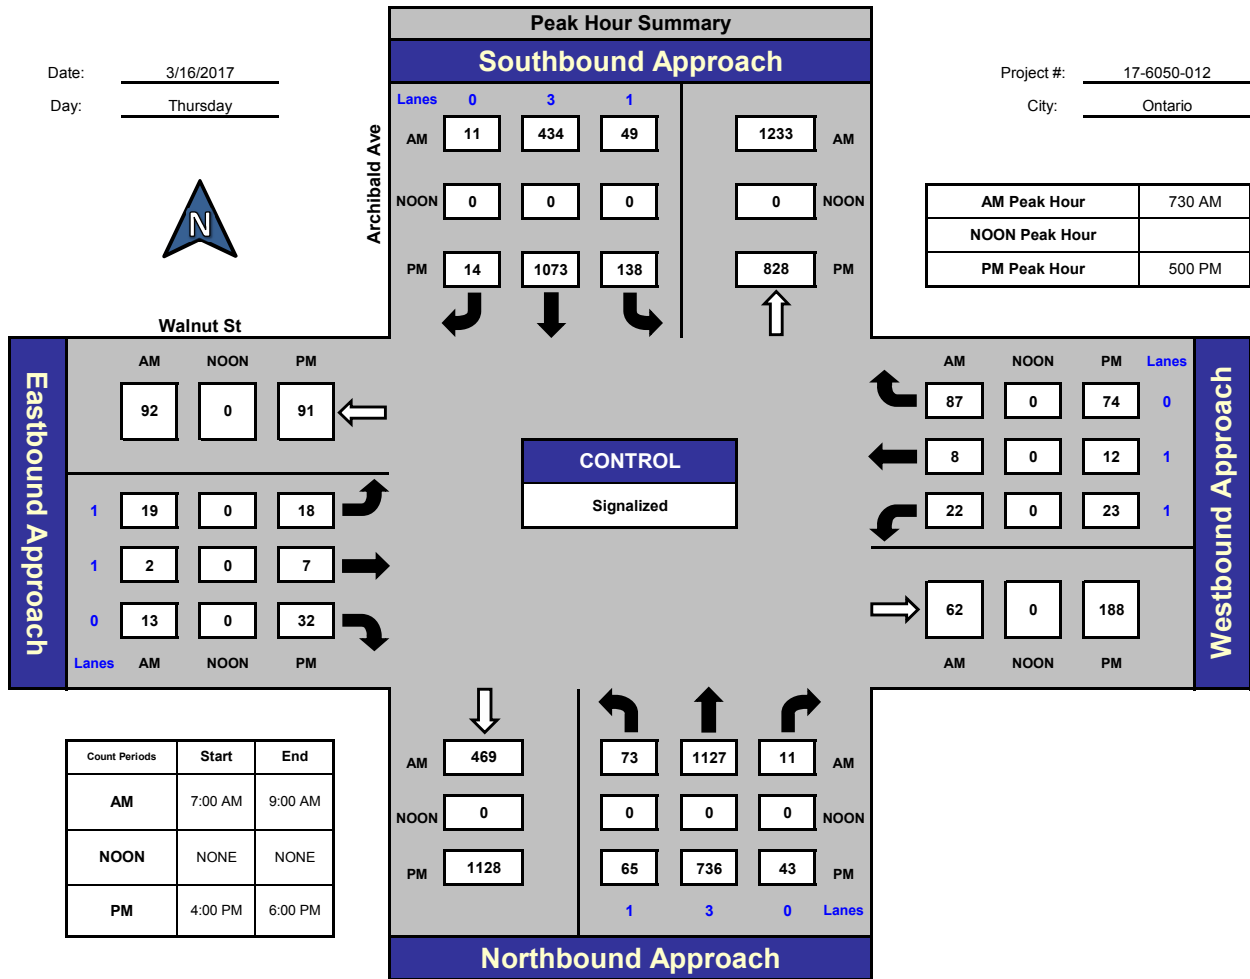 Peak Hour Summary
Southbound Approach
Date: 3/16/2017
Day: Thursday
Project #: 17-6050-012
City: Ontario
N
Archibald Ave
Lanes 0 3 1
AM 11 434 49 1233 AM
NOON 0 0 0 0 NOON
PM 14 1073 138 828 PM
AM Peak Hour 730 AM
NOON Peak Hour
PM Peak Hour 500 PM
Walnut St
Eastbound Approach
AM NOON PM
92 0 91
1 19 0 18
1 2 0 7
0 13 0 32
Lanes AM NOON PM
CONTROL
Signalized
AM NOON PM Lanes
87 0 74 0
8 0 12 1
22 0 23 1
62 0 188
AM NOON PM
Westbound Approach
Count Periods Start End
AM 7:00 AM 9:00 AM
NOON NONE NONE
PM 4:00 PM 6:00 PM
AM 469 73 1127 11 AM
NOON 0 0 0 0 NOON
PM 1128 65 736 43 PM
1 3 0 Lanes
Northbound Approach